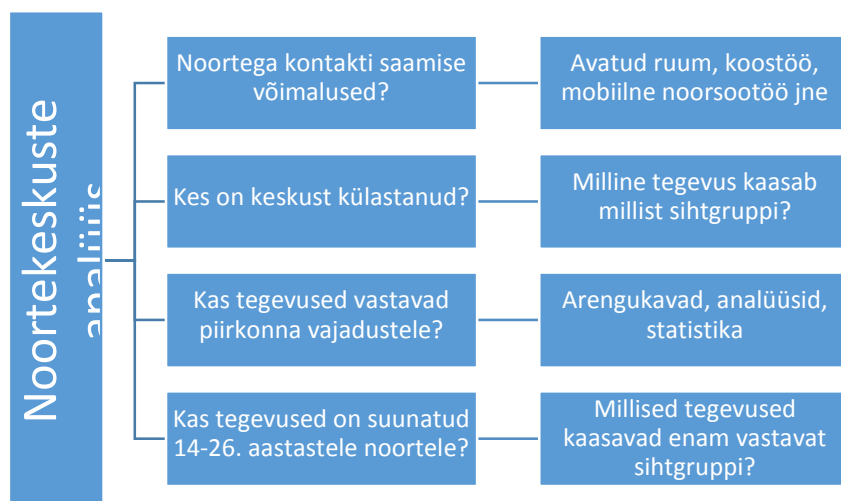 Noortekeskuste
analüüs
Noortega kontakti saamise
võimalused?
Avatud ruum, koostöö,
mobiilne noorsootöö jne
Kes on keskust külastanud?
Milline tegevus kaasab
millist sihtgruppi?
Kas tegevused vastavad
piirkonna vajadustele?
Arengukavad, analüüsid,
statistika
Kas tegevused on suunatud
14-26. aastastele noortele?
Millised tegevused
kaasavad enam vastavat
sihtgruppi?